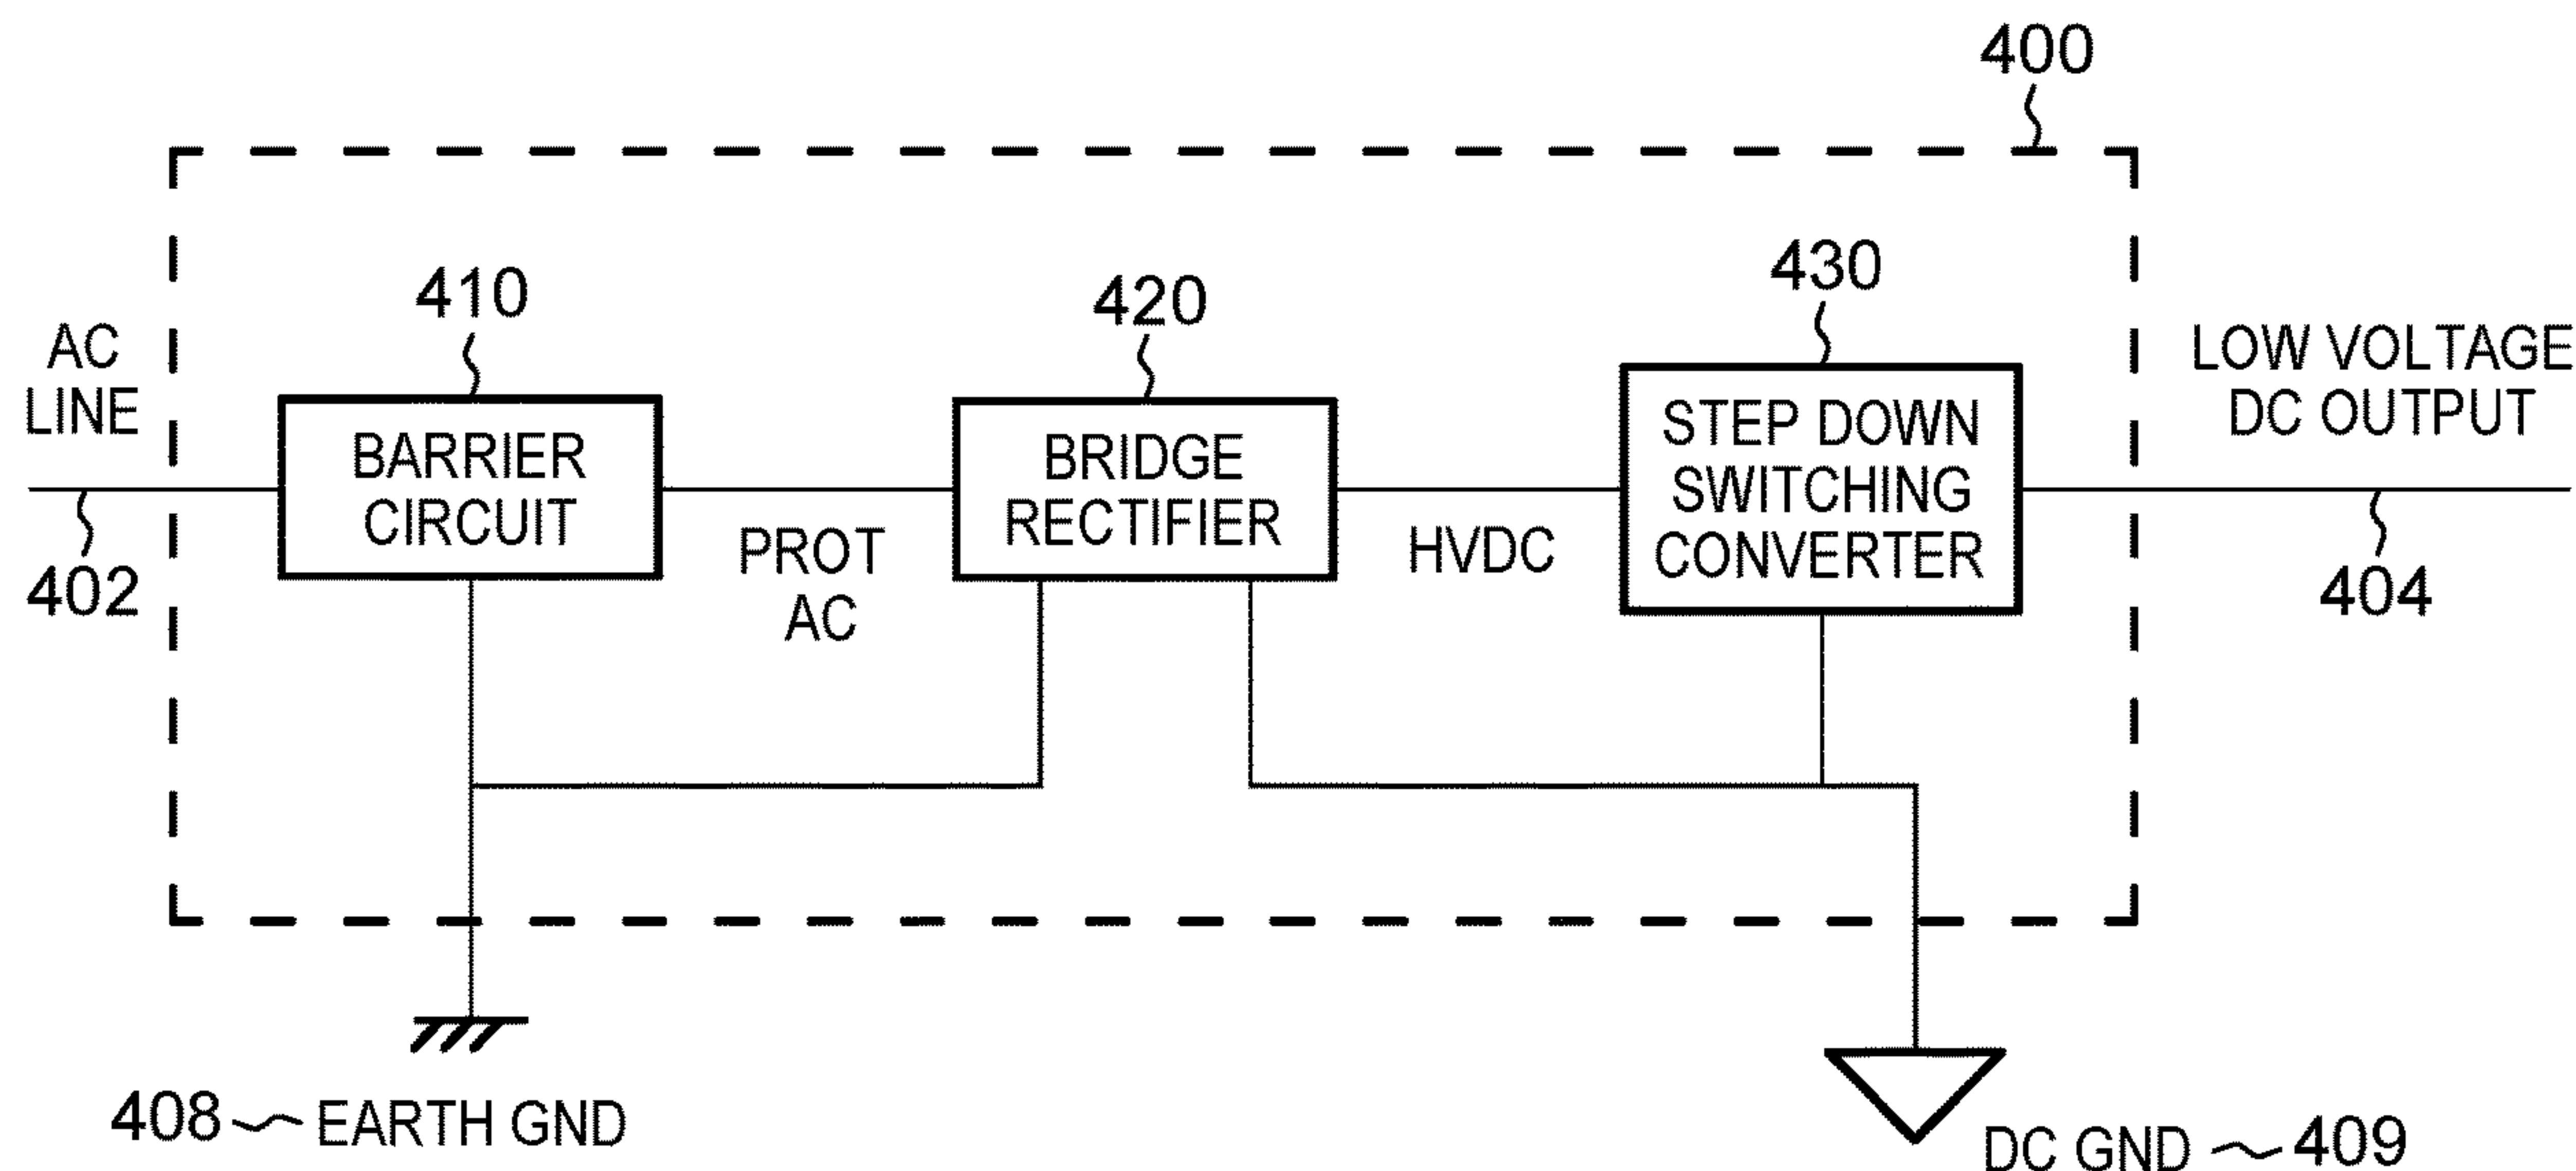 400
410
420
430
AC
LINE
LOW VOLTAGE
DC OUTPUT
BARRIER
CIRCUIT
BRIDGE
RECTIFIER
STEP DOWN
SWITCHING
CONVERTER
PROT
AC
HVDC
402
404
408
EARTH GND
DC GND
409